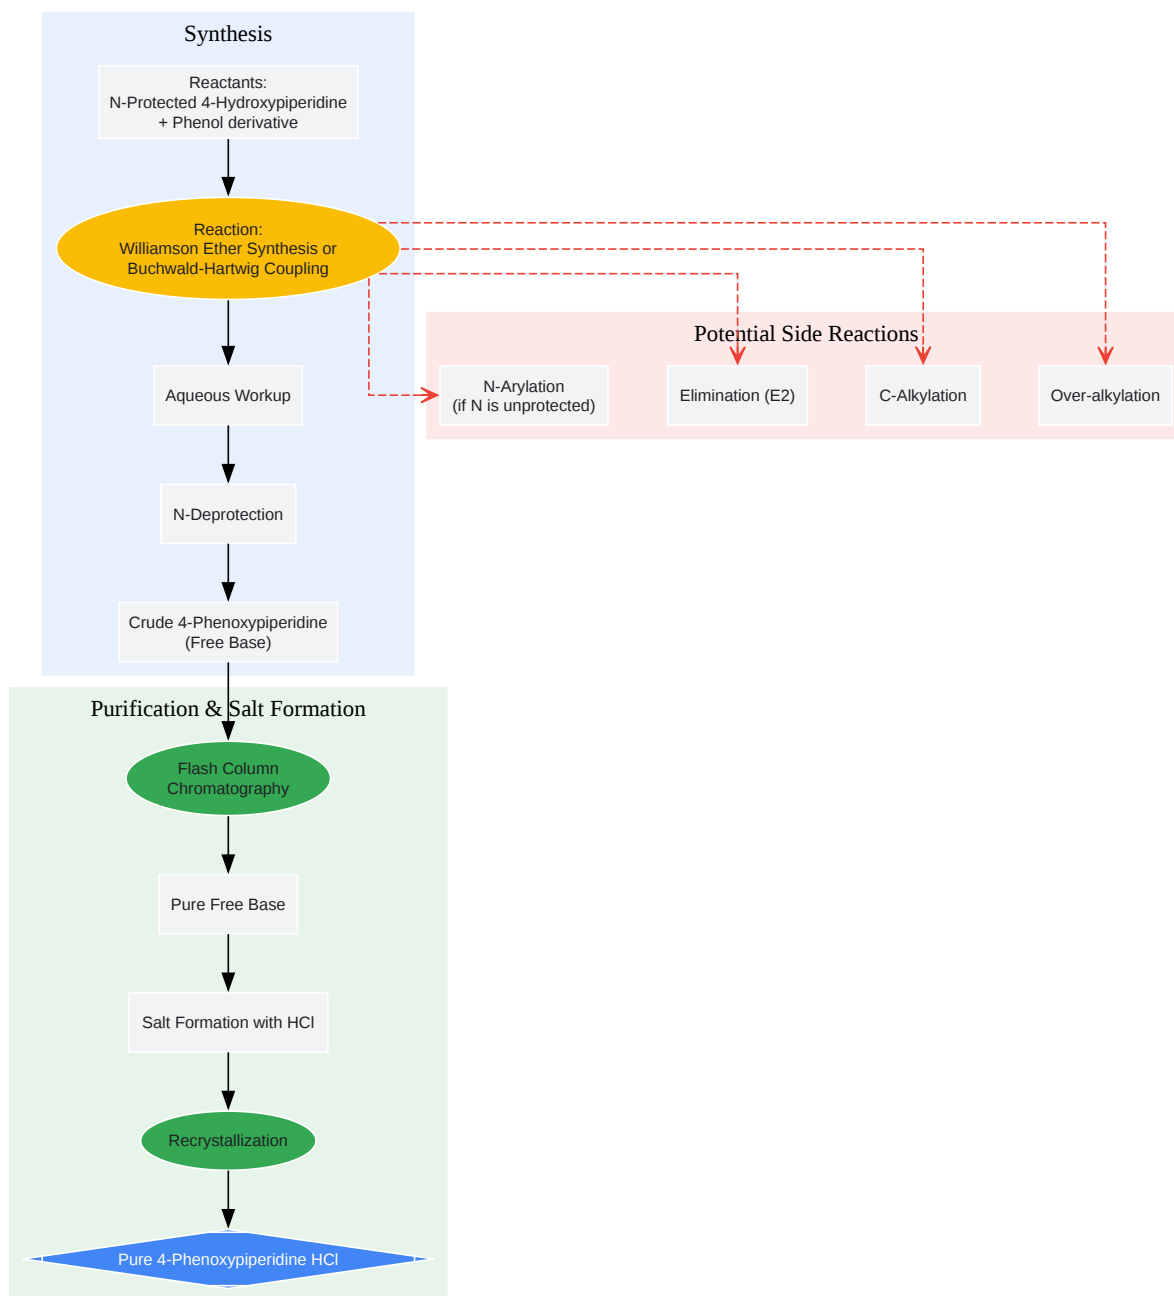 Synthesis
Reactants:
N-Protected 4-Hydroxypiperidine
+ Phenol derivative
Reaction:
Williamson Ether Synthesis or
Buchwald-Hartwig Coupling
Potential Side Reactions
Aqueous Workup
N-Arylation
(if N is unprotected)
Elimination (E2)
C-Alkylation
Over-alkylation
N-Deprotection
Crude 4-Phenoxypiperidine
(Free Base)
Purification & Salt Formation
Flash Column
Chromatography
Pure Free Base
Salt Formation with HCl
Recrystallization
Pure 4-Phenoxypiperidine HCl